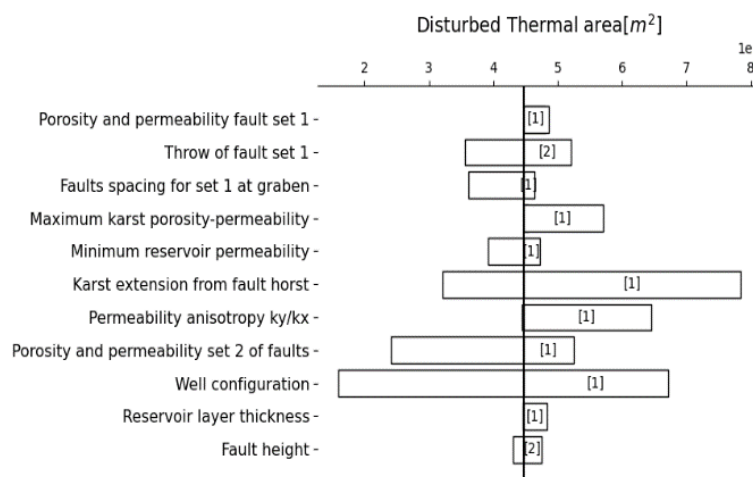 Disturbed Thermal area[m²]
1e
2 3 4 5 6 7 8
Porosity and permeability fault set 1 [1]
Throw of fault set 1 [2]
Faults spacing for set 1 at graben [1]
Maximum karst porosity-permeability [1]
Minimum reservoir permeability [1]
Karst extension from fault horst [1]
Permeability anisotropy ky/kx [1]
Porosity and permeability set 2 of faults [1]
Well configuration [1]
Reservoir layer thickness [1]
Fault height [2]